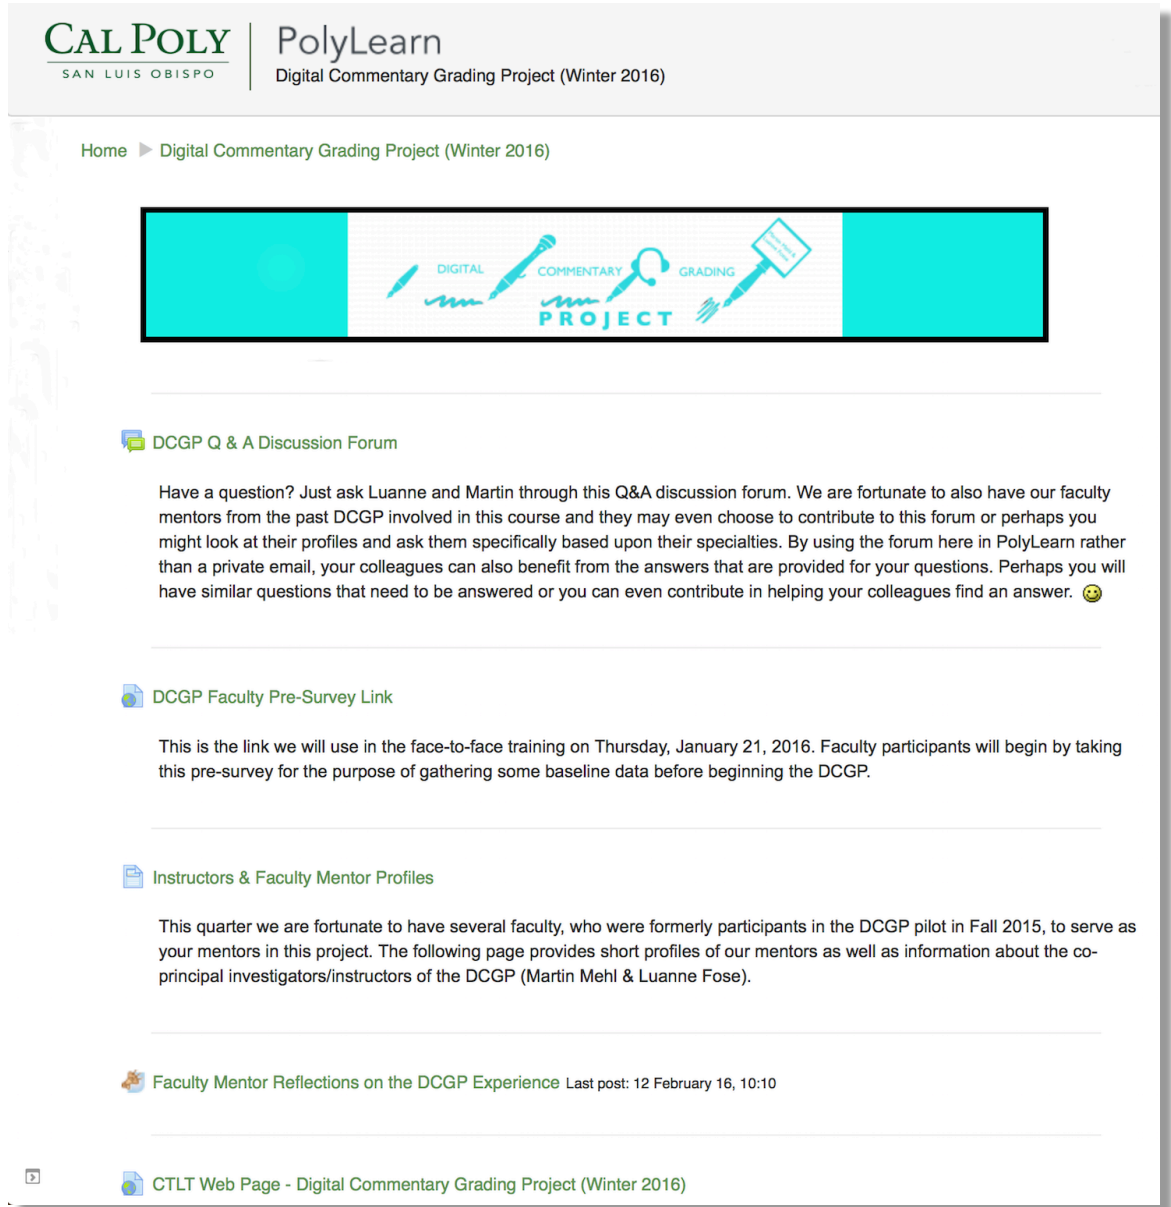 CAL POLY
SAN LUIS OBISPO
PolyLearn
Digital Commentary Grading Project (Winter 2016)
Home Digital Commentary Grading Project (Winter 2016)
DIGITAL COMMENTARY GRADING
PROJECT
DCGP Q & A Discussion Forum
Have a question? Just ask Luanne and Martin through this Q&A discussion forum. We are fortunate to also have our faculty
mentors from the past DCGP involved in this course and they may even choose to contribute to this forum or perhaps you
might look at their profiles and ask them specifically based upon their specialties. By using the forum here in PolyLearn rather
than a private email, your colleagues can also benefit from the answers that are provided for your questions. Perhaps you will
have similar questions that need to be answered or you can even contribute in helping your colleagues find an answer.
DCGP Faculty Pre-Survey Link
This is the link we will use in the face-to-face training on Thursday, January 21, 2016. Faculty participants will begin by taking
this pre-survey for the purpose of gathering some baseline data before beginning the DCGP.
Instructors & Faculty Mentor Profiles
This quarter we are fortunate to have several faculty, who were formerly participants in the DCGP pilot in Fall 2015, to serve as
your mentors in this project. The following page provides short profiles of our mentors as well as information about the co-
principal investigators/instructors of the DCGP (Martin Mehl & Luanne Fose).
Faculty Mentor Reflections on the DCGP Experience Last post: 12 February 16, 10:10
CTLT Web Page - Digital Commentary Grading Project (Winter 2016)